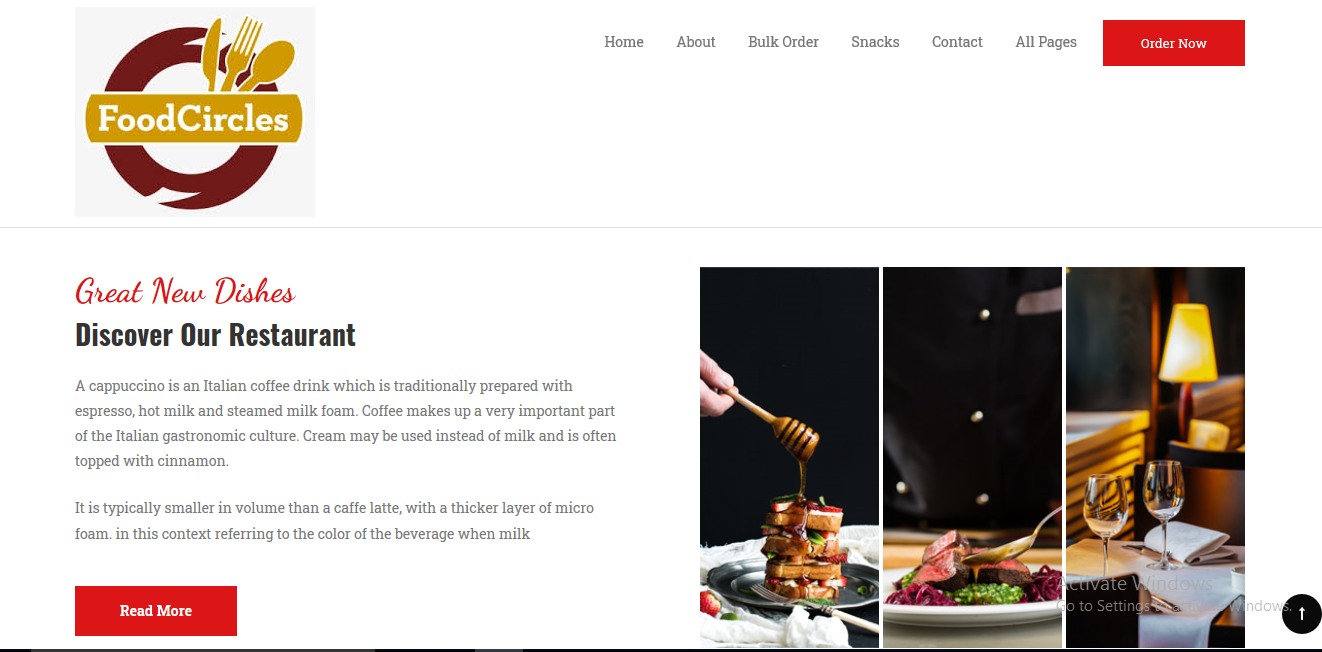 FoodCircles
Home About Bulk Order Snacks Contact All Pages Order Now
Great New Dishes
Discover Our Restaurant
A cappuccino is an Italian coffee drink which is traditionally prepared with
espresso, hot milk and steamed milk foam. Coffee makes up a very important part
of the Italian gastronomic culture. Cream may be used instead of milk and is often
topped with cinnamon.
It is typically smaller in volume than a caffe latte, with a thicker layer of micro
foam. in this context referring to the color of the beverage when milk
Read More
Activate Windows
Go to Settings to activate Windows.